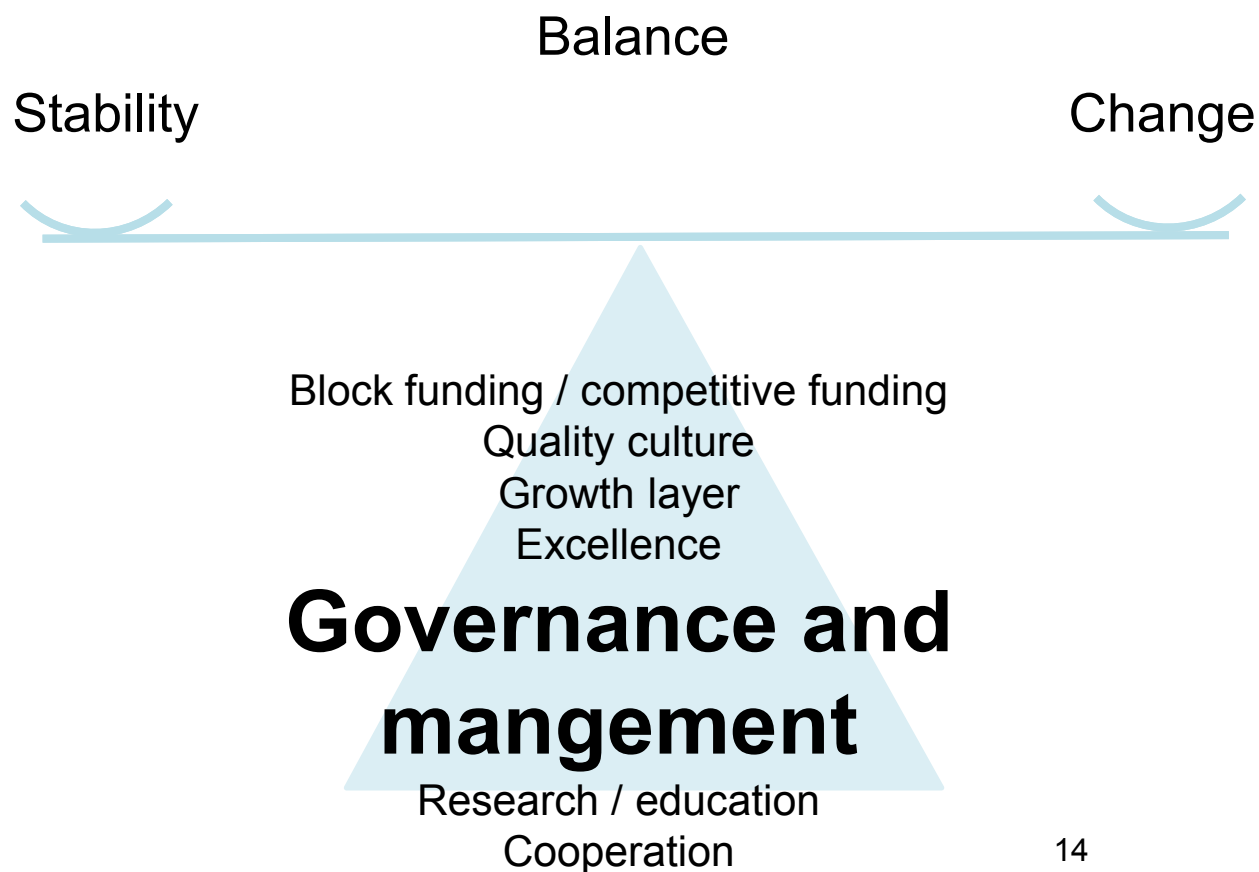 Balance
Stability
Change
Block funding / competitive funding
Quality culture
Growth layer
Excellence
Governance and
mangement
Research / education
Cooperation
14